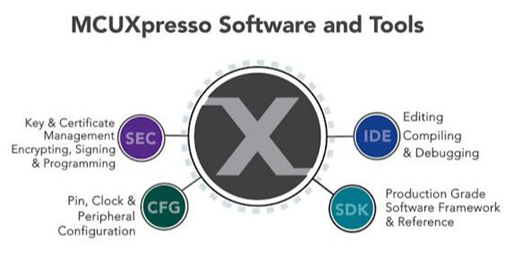 MCUXpresso Software and Tools
Key & Certificate
Management
Encrypting, Signing
& Programming
SEC
X
IDE
Editing
Compiling
& Debugging
Pin, Clock &
Peripheral
Configuration
CFG
SDK
Production Grade
Software Framework
& Reference